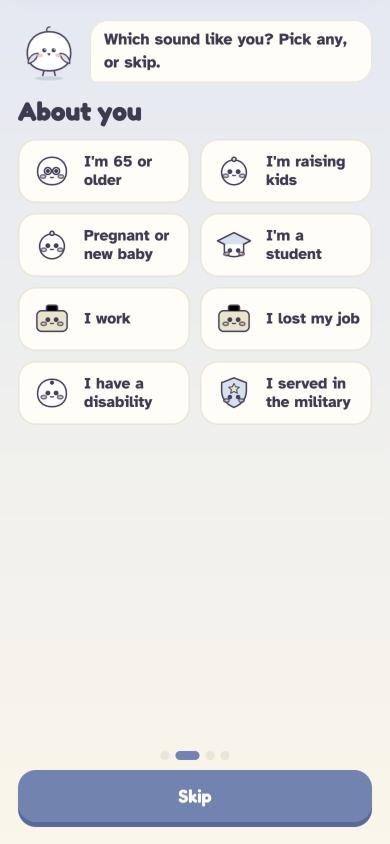 Which sound like you? Pick any,
or skip.
About you
I'm 65 or
older
I'm raising
kids
Pregnant or
new baby
I'm a
student
I work
I lost my job
I have a
disability
I served in
the military
Skip